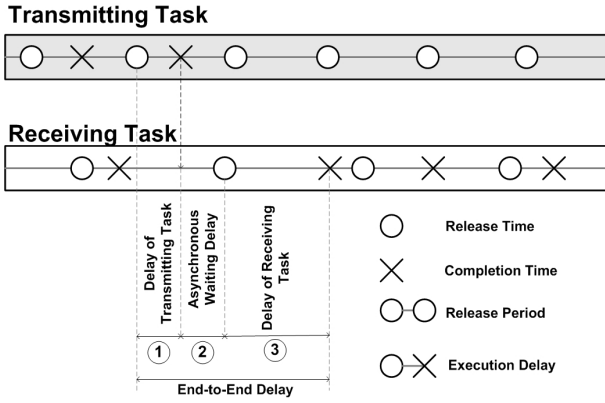 Transmitting Task
Receiving Task
Delay of
Transmitting Task
Asynchronous
Waiting Delay
Delay of Receiving
Task
1
2
3
End-to-End Delay
Release Time
Completion Time
Release Period
Execution Delay